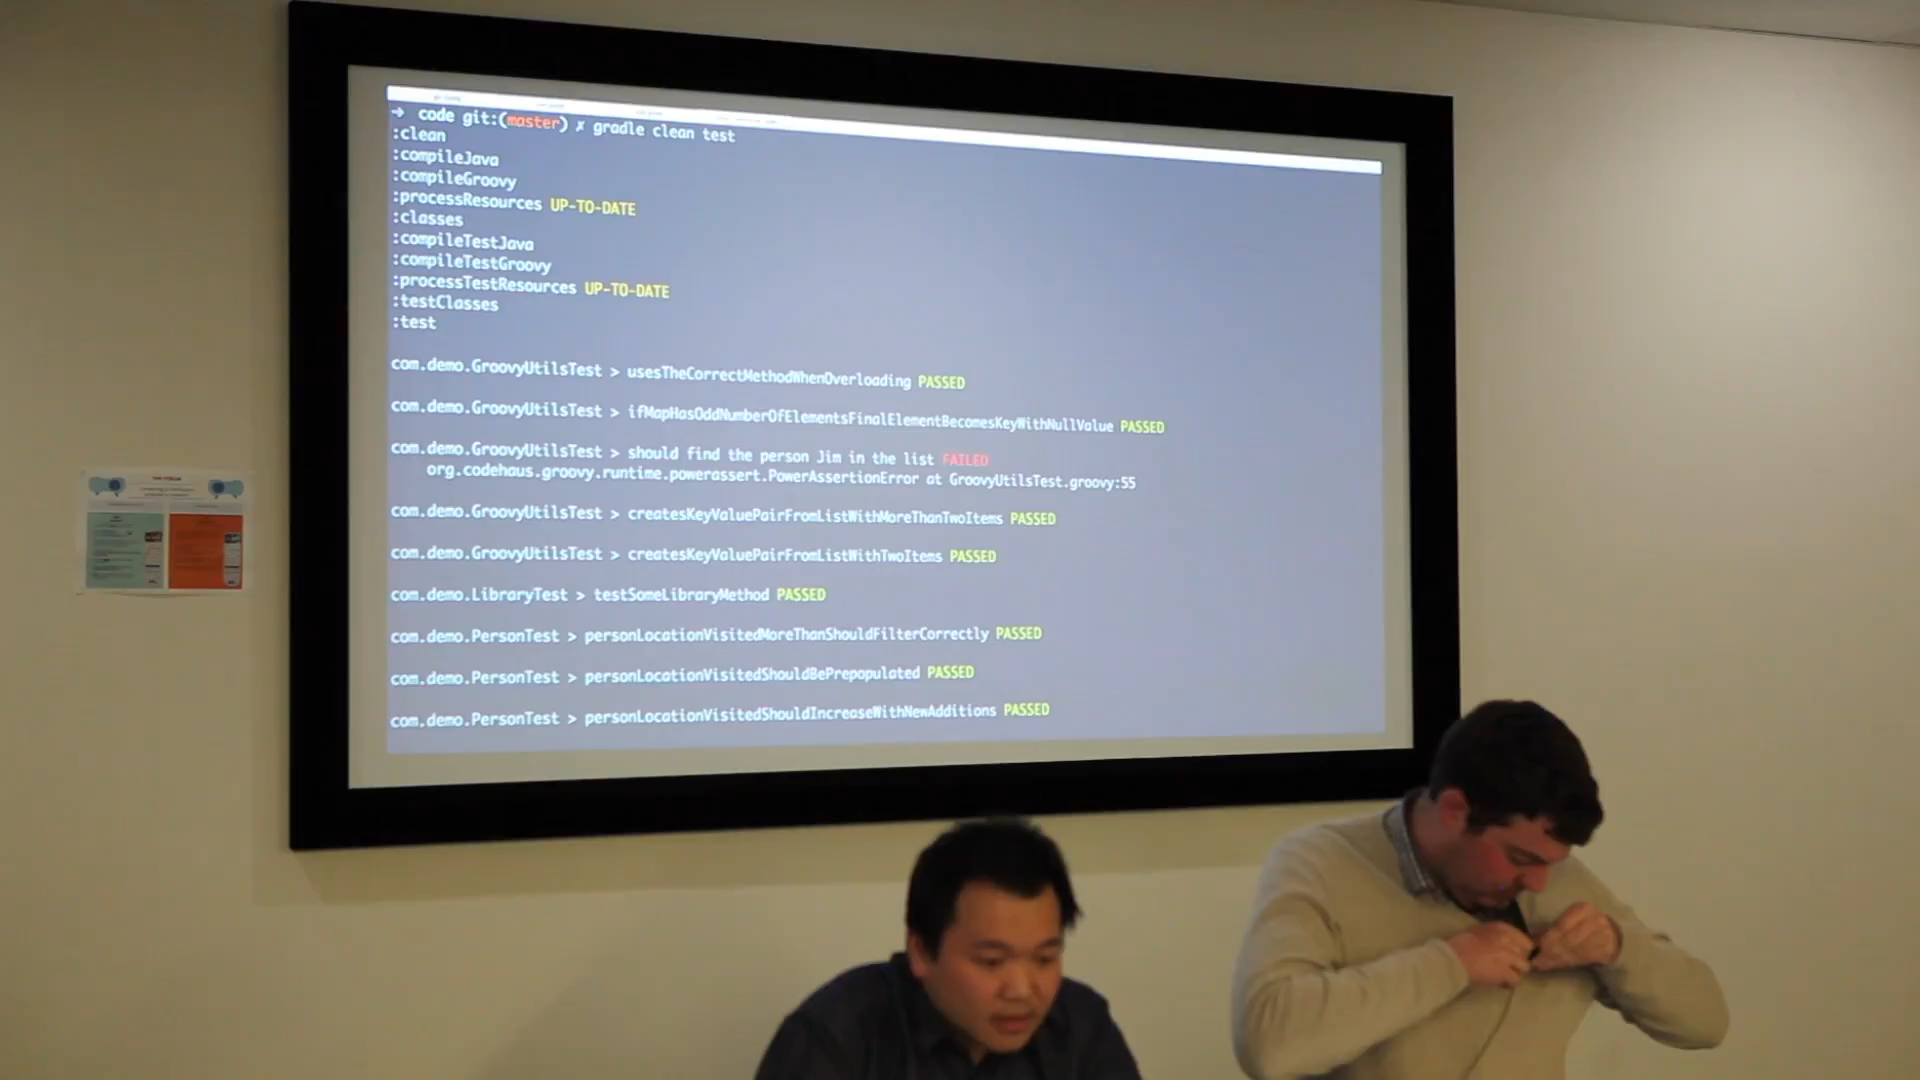 ➜ code git:(master) ✗ gradle clean test
:clean
:compileJava
:compileGroovy
:processResources UP-TO-DATE
:classes
:compileTestJava
:compileTestGroovy
:processTestResources UP-TO-DATE
:testClasses
:test
com.demo.GroovyUtilsTest > usesTheCorrectMethodWhenOverloading PASSED
com.demo.GroovyUtilsTest > ifMapHasOddNumberOfElementsFinalElementBecomesKeyWithNullValue PASSED
com.demo.GroovyUtilsTest > should find the person Jim in the list FAILED
org.codehaus.groovy.runtime.powerassert.PowerAssertionError at GroovyUtilsTest.groovy:55
com.demo.GroovyUtilsTest > createsKeyValuePairFromListWithMoreThanTwoItems PASSED
com.demo.GroovyUtilsTest > createsKeyValuePairFromListWithTwoItems PASSED
com.demo.LibraryTest > testSomeLibraryMethod PASSED
com.demo.PersonTest > personLocationVisitedMoreThanShouldFilterCorrectly PASSED
com.demo.PersonTest > personLocationVisitedShouldBePrepopulated PASSED
com.demo.PersonTest > personLocationVisitedShouldIncreaseWithNewAdditions PASSED